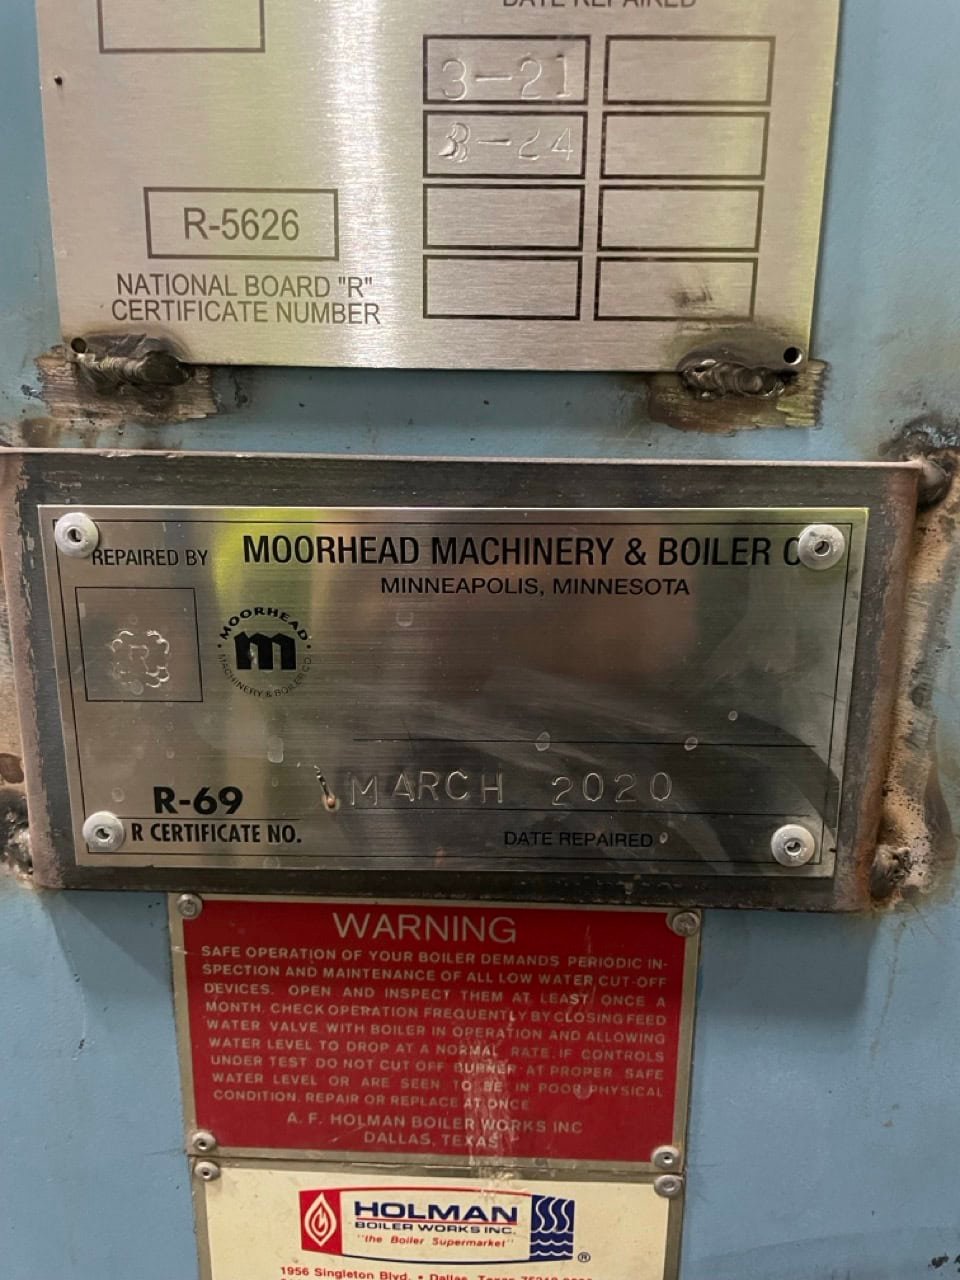 DATE REPAIRED
3-21
3-24
R-5626
NATIONAL BOARD "R"
CERTIFICATE NUMBER
REPAIRED BY MOORHEAD MACHINERY & BOILER
MINNEAPOLIS, MINNESOTA
R
MOORHEAD
m
MACHINERY & BOILER CO.
MARCH 2020
R-69
R CERTIFICATE NO.
DATE REPAIRED
WARNING
SAFE OPERATION OF YOUR BOILER DEMANDS PERIODIC IN-
SPECTION AND MAINTENANCE OF ALL LOW WATER CUT-OFF
DEVICES. OPEN AND INSPECT THEM AT LEAST ONCE A
MONTH. CHECK OPERATION FREQUENTLY BY CLOSING FEED
WATER VALVE WITH BOILER IN OPERATION AND ALLOWING
WATER LEVEL TO DROP AT A NORMAL RATE. IF CONTROLS
UNDER TEST DO NOT CUT OFF BURNER AT PROPER SAFE
WATER LEVEL OR ARE SEEN TO BE IN POOR PHYSICAL
CONDITION, REPAIR OR REPLACE AT ONCE
A. F. HOLMAN BOILER WORKS INC
DALLAS, TEXAS
HOLMAN
BOILER WORKS INC.
"the Boiler Supermarket"
®
1956 Singleton Blvd. • Dallas, Texas